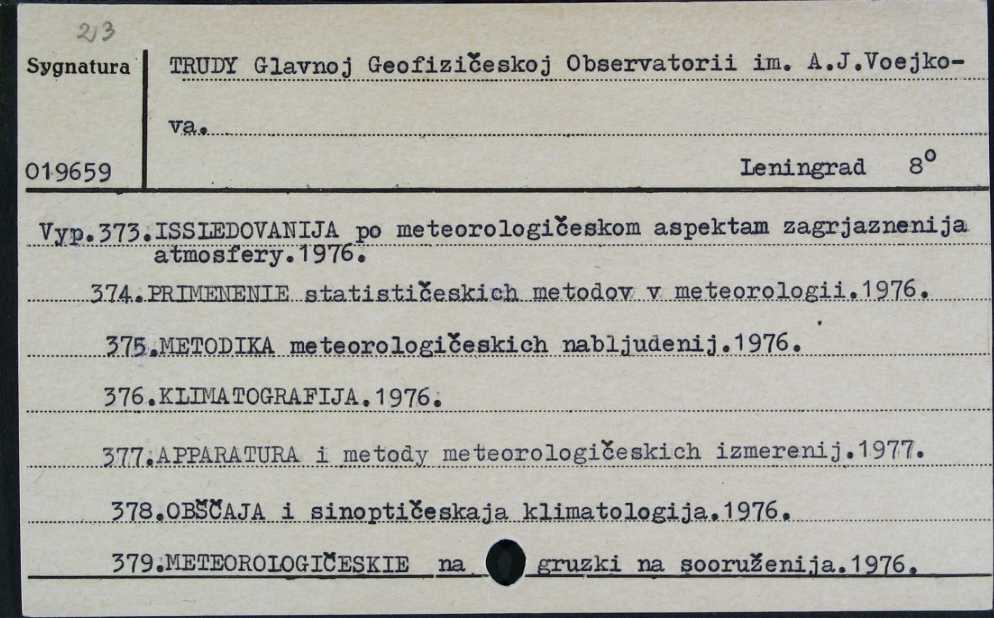 23
Sygnatura
TRUDY Glavnoj Geofizičeskoj Observatorii im. A.J.Voejko-
va.
019659
Leningrad 8°
Vyp.373.ISSLEDOVANIJA po meteorologičeskom aspektam zagrjaznenija
atmosfery.1976.
374.PRIMENENIE statističeskich metodov v meteorologii.1976.
375.METODIKA meteorologičeskich nabljudenij.1976.
376.KLIMATOGRAFIJA.1976.
377.APPARATURA i metody meteorologičeskich izmerenij.1977.
378.OBŠČAJA i sinoptičeskaja klimatologija.1976.
379.METEOROLOGIČESKIE na gruzki na sooruženija.1976.